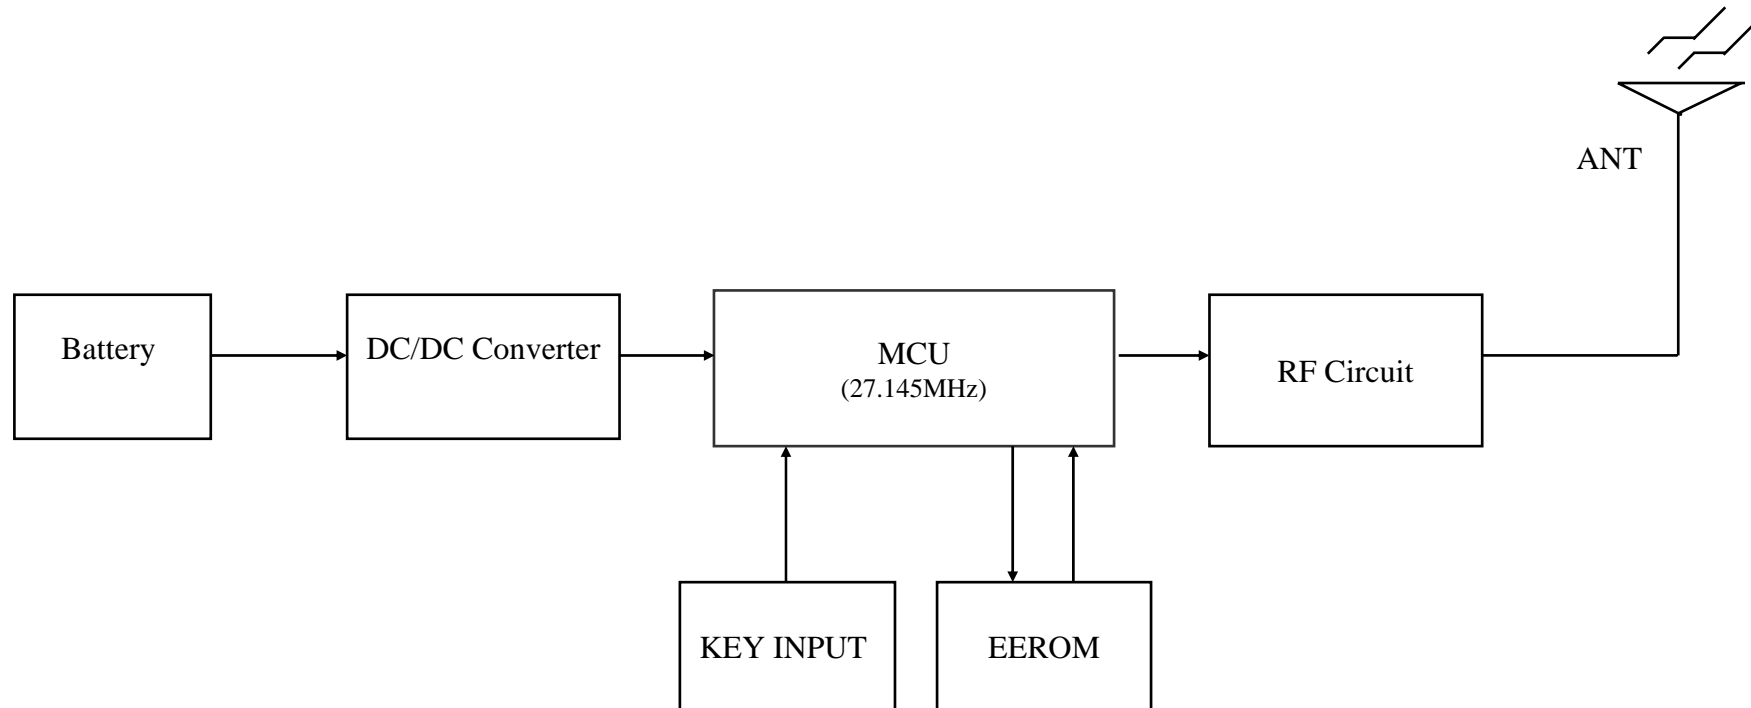 ANT
Battery
DC/DC Converter
MCU
(27.145MHz)
RF Circuit
KEY INPUT
EEROM